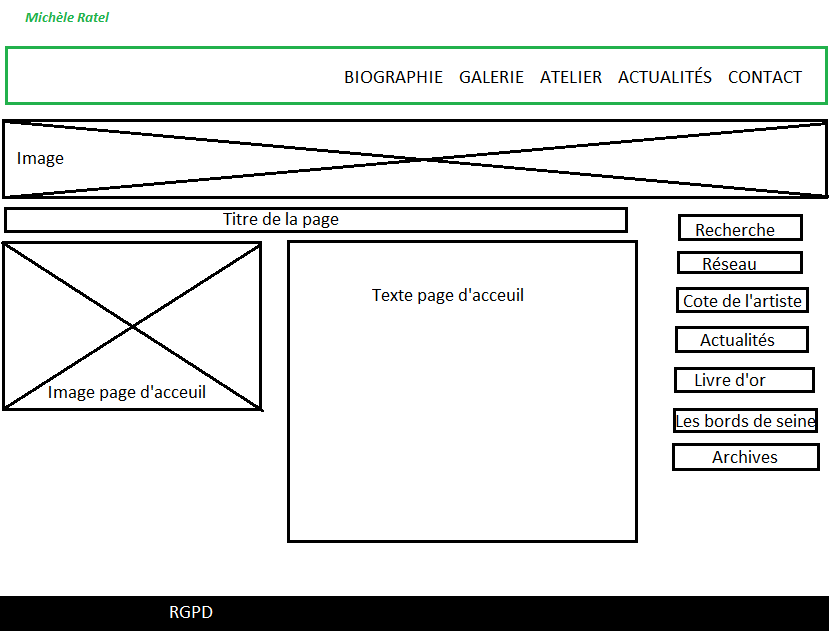 Michèle Ratel
BIOGRAPHIE GALERIE ATELIER ACTUALITÉS CONTACT
Image
Titre de la page
Image page d'acceuil
Texte page d'acceuil
Recherche
Réseau
Cote de l'artiste
Actualités
Livre d'or
Les bords de seine
Archives
RGPD